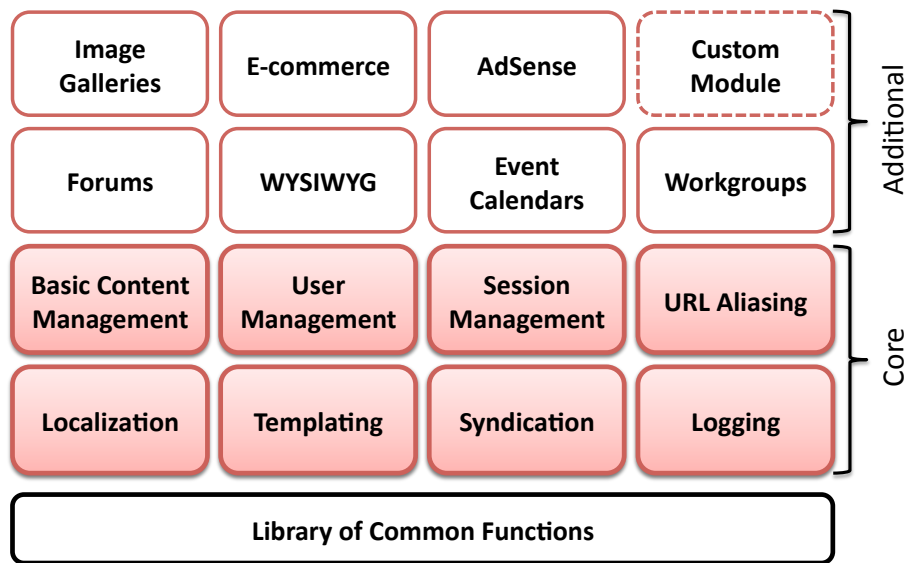 Image
Galleries
E-commerce
AdSense
Custom
Module
Forums
WYSIWYG
Event
Calendars
Workgroups
Additional
Basic Content
Management
User
Management
Session
Management
URL Aliasing
Localization
Templating
Syndication
Logging
Core
Library of Common Functions